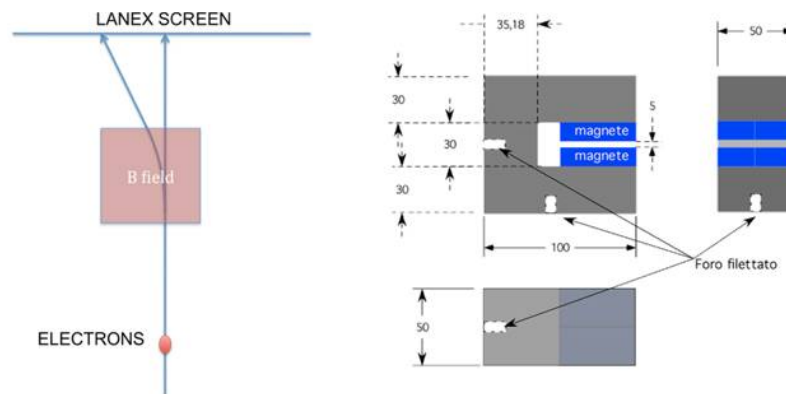 LANEX SCREEN
B field
ELECTRONS
35,18
50
30
30
30
5
magnete
magnete
100
Foro filettato
50